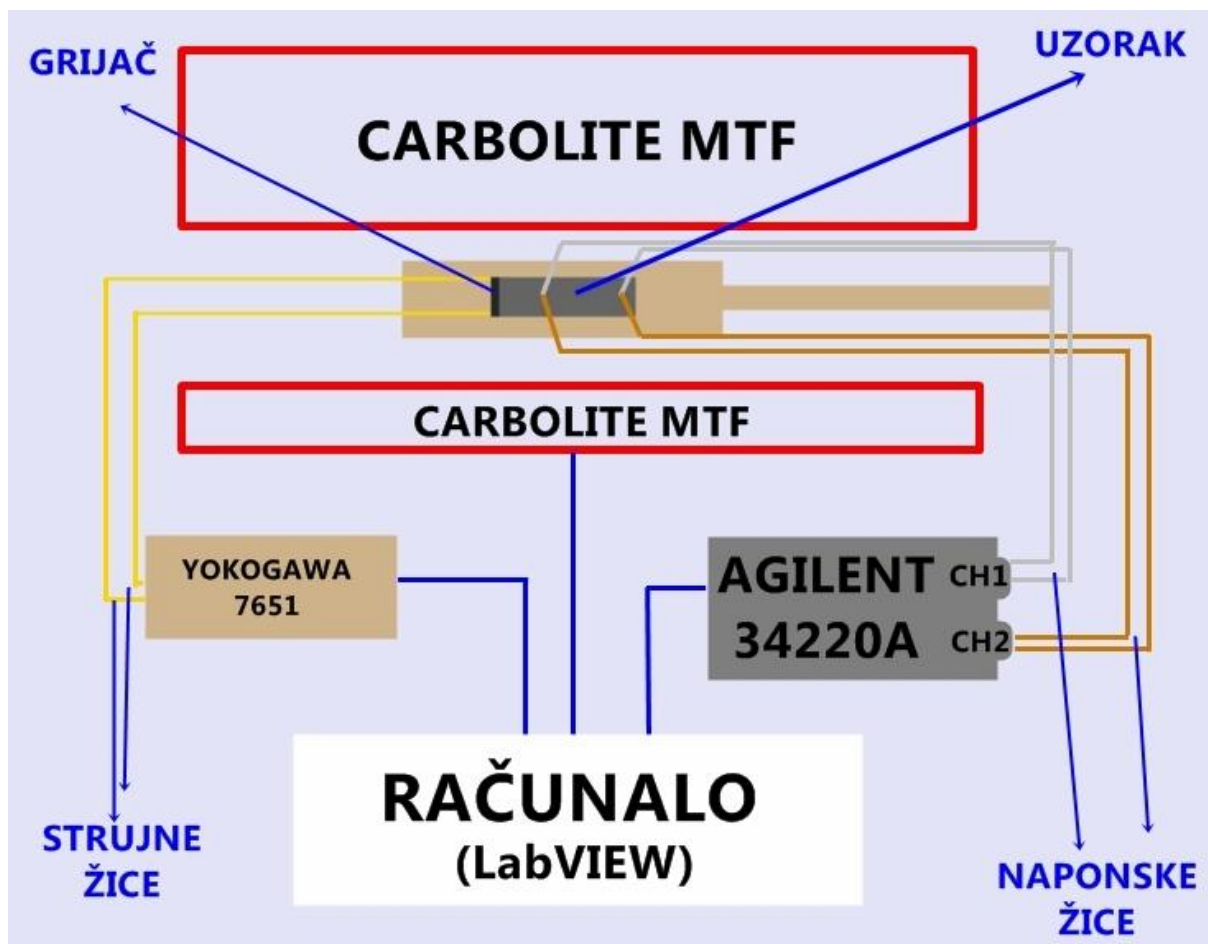 GRIJAČ
UZORAK
CARBOLITE MTF
CARBOLITE MTF
YOKOGAWA
7651
AGILENT CH1
34220A CH2
RAČUNALO
(LabVIEW)
STRUJNE
ŽICE
NAPONSKE
ŽICE